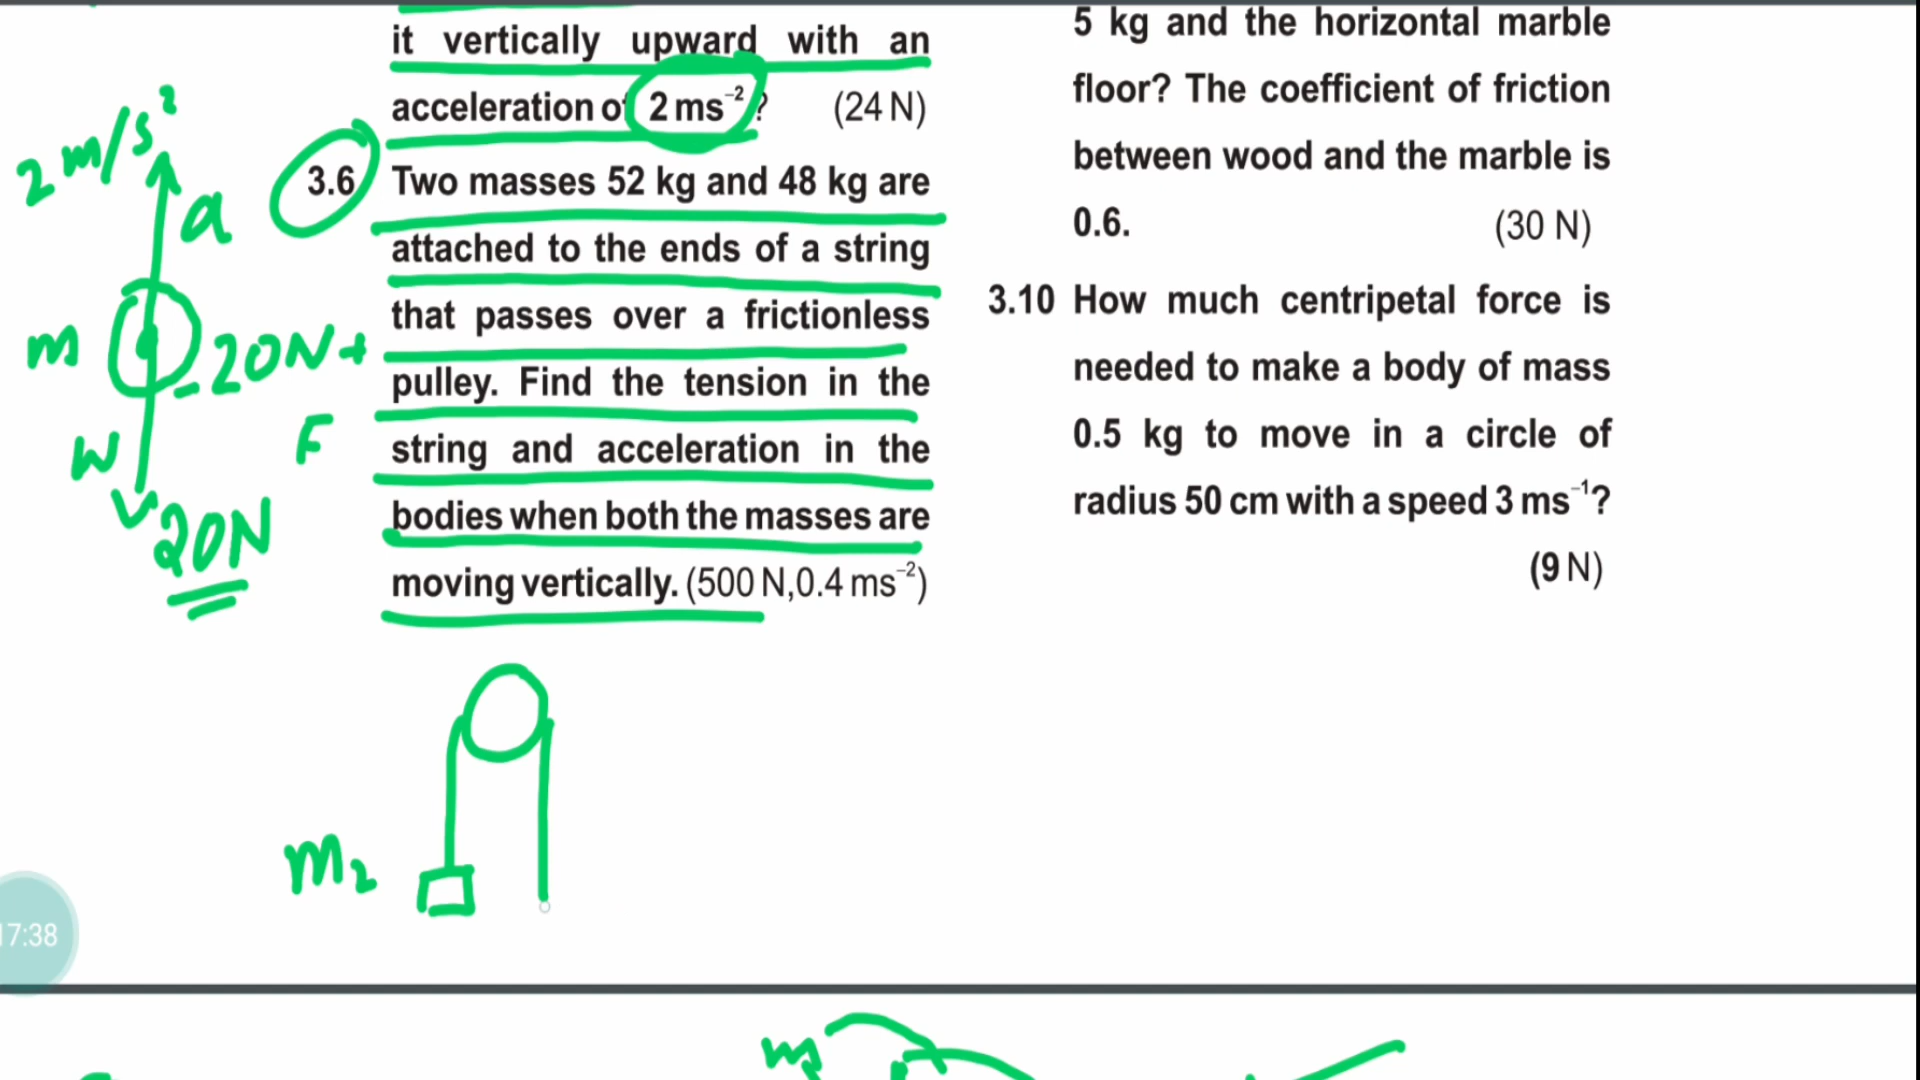 it vertically upward with an
acceleration of 2 ms⁻² ? (24 N)
3.6 Two masses 52 kg and 48 kg are
attached to the ends of a string
that passes over a frictionless
pulley. Find the tension in the
string and acceleration in the
bodies when both the masses are
moving vertically. (500 N,0.4 ms⁻²)
2 m/s²
a
m
20N+
F
W
20N
m₂
17:38
5 kg and the horizontal marble
floor? The coefficient of friction
between wood and the marble is
0.6. (30 N)
3.10 How much centripetal force is
needed to make a body of mass
0.5 kg to move in a circle of
radius 50 cm with a speed 3 ms⁻¹?
(9 N)